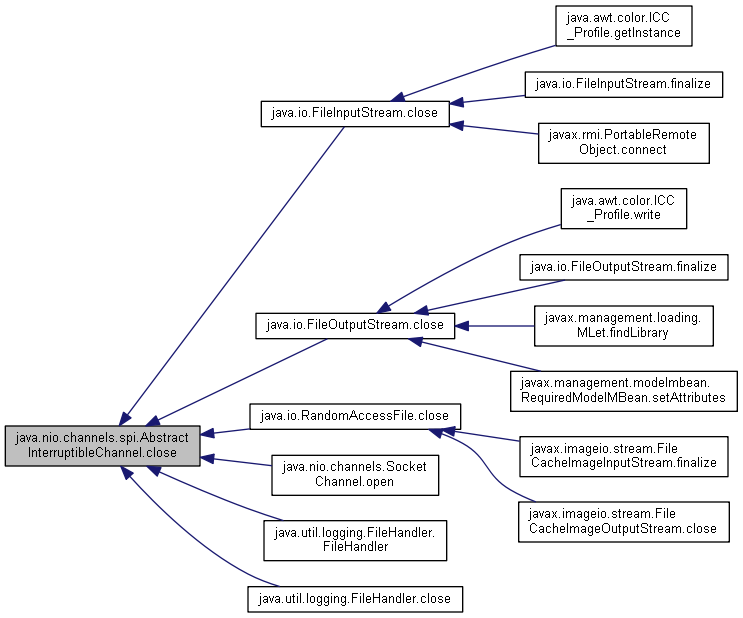 java.awt.color.ICC
_Profile.getInstance
java.io.FileInputStream.finalize
java.io.FileInputStream.close
javax.rmi.PortableRemote
Object.connect
java.awt.color.ICC
_Profile.write
java.io.FileOutputStream.finalize
java.io.FileOutputStream.close
javax.management.loading.
MLet.findLibrary
javax.management.modelmbean.
RequiredModelMBean.setAttributes
java.io.RandomAccessFile.close
java.nio.channels.spi.Abstract
InterruptibleChannel.close
javax.imageio.stream.File
CacheImageInputStream.finalize
java.nio.channels.Socket
Channel.open
javax.imageio.stream.File
CacheImageOutputStream.close
java.util.logging.FileHandler.
FileHandler
java.util.logging.FileHandler.close